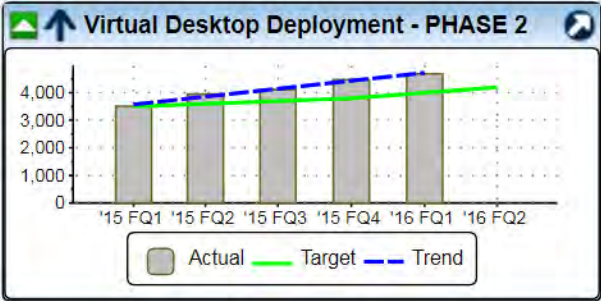 Virtual Desktop Deployment - PHASE 2
4,000
3,000
2,000
1,000
0
'15 FQ1 '15 FQ2 '15 FQ3 '15 FQ4 '16 FQ1 '16 FQ2
Actual Target Trend